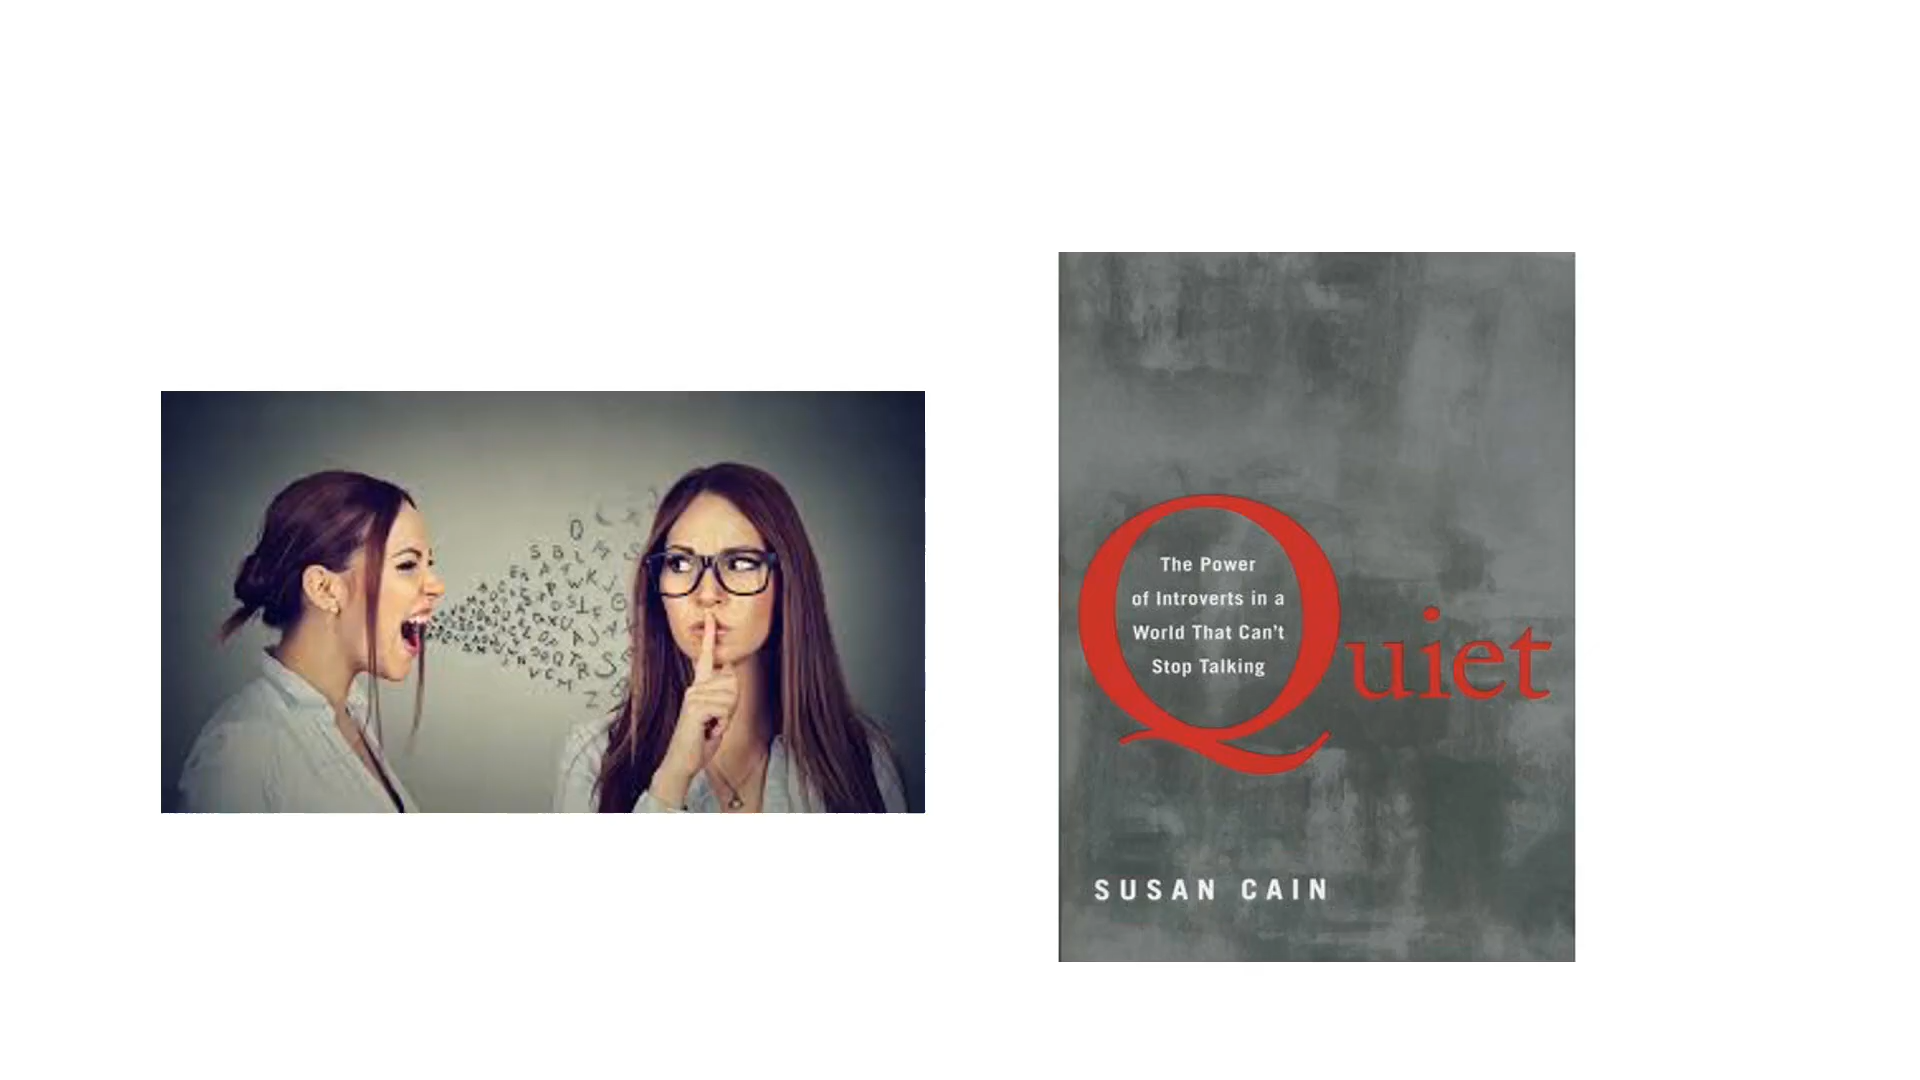 The Power
of Introverts in a
World That Can't
Stop Talking
Quiet
SUSAN CAIN